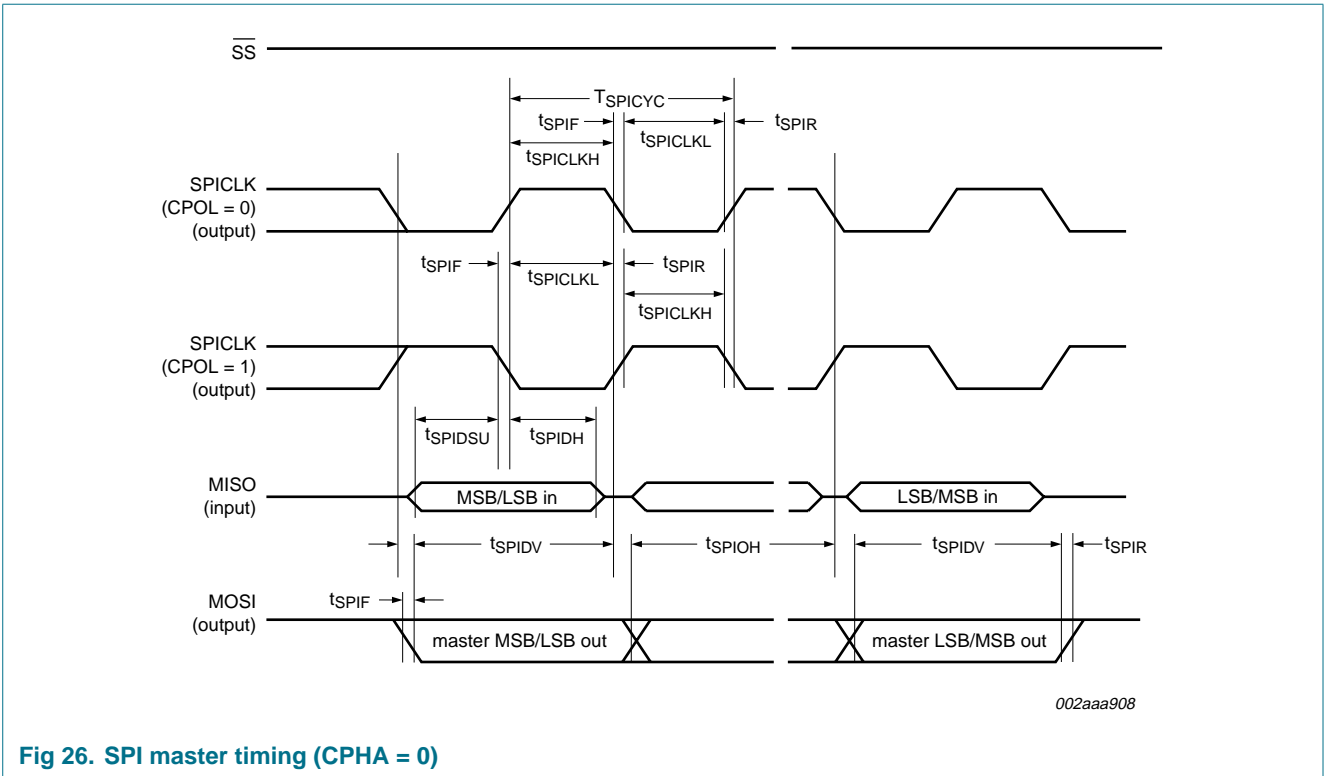 SS
TSPICYC
tSPIF
tSPICLKL
tSPIR
tSPICLKH
SPICLK
(CPOL = 0)
(output)
tSPIF
tSPICLKL
tSPIR
tSPICLKH
SPICLK
(CPOL = 1)
(output)
tSPIDSU
tSPIDH
MISO
(input)
MSB/LSB in
LSB/MSB in
tSPIDV
tSPIOH
tSPIDV
tSPIR
tSPIF
MOSI
(output)
master MSB/LSB out
master LSB/MSB out
002aaa908
Fig 26. SPI master timing (CPHA = 0)